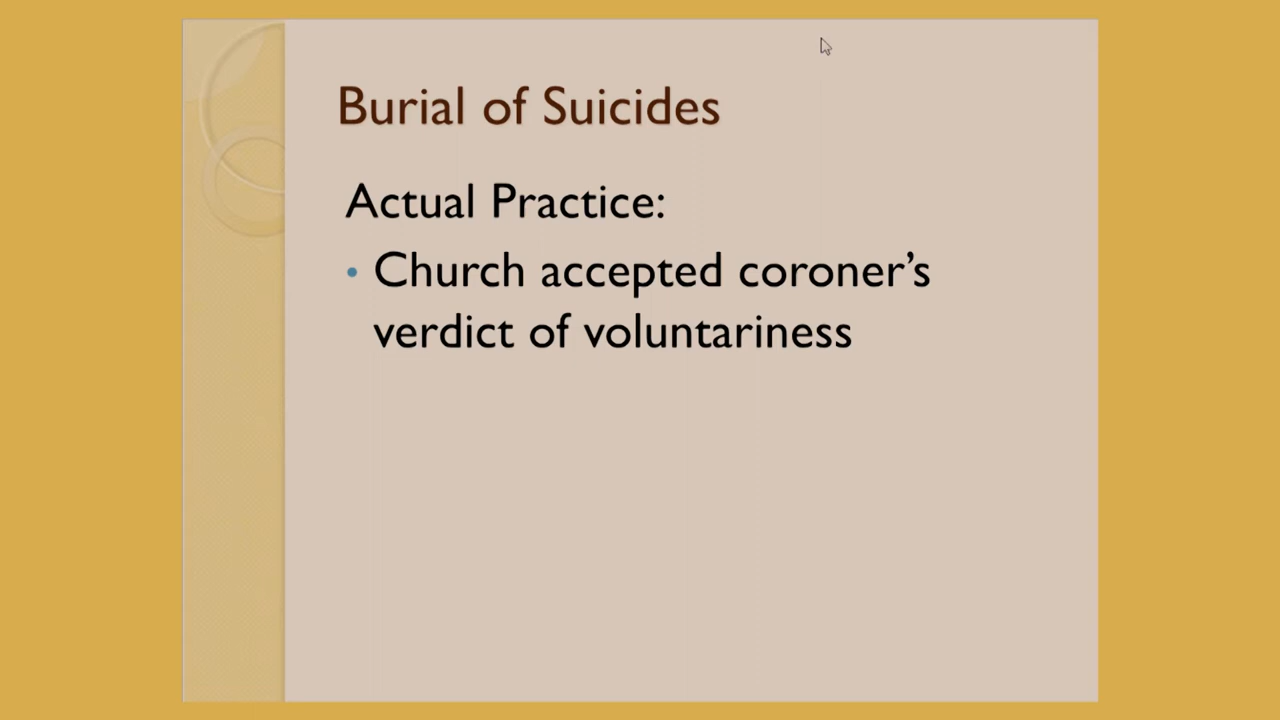 Burial of Suicides
Actual Practice:
• Church accepted coroner’s
verdict of voluntariness